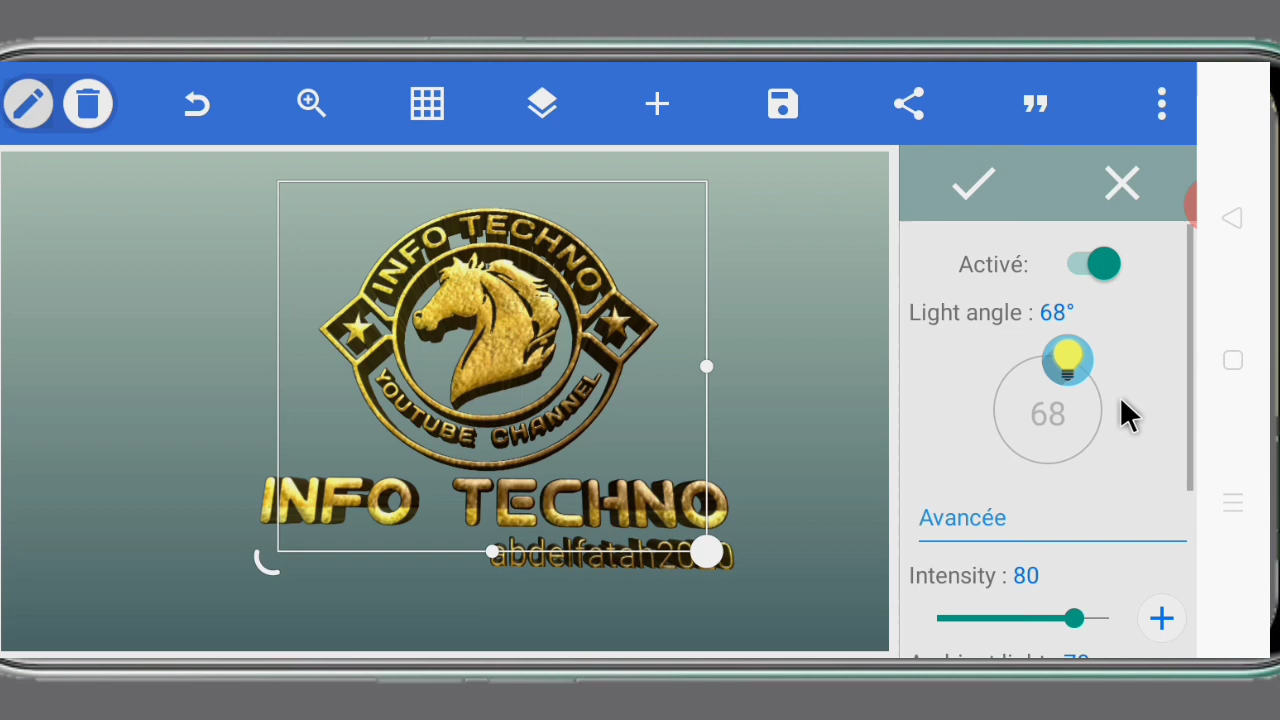 Activé:
Light angle : 68°
68
Avancée
Intensity : 80
INFO TECHNO
YOUTUBE CHANNEL
INFO TECHNO